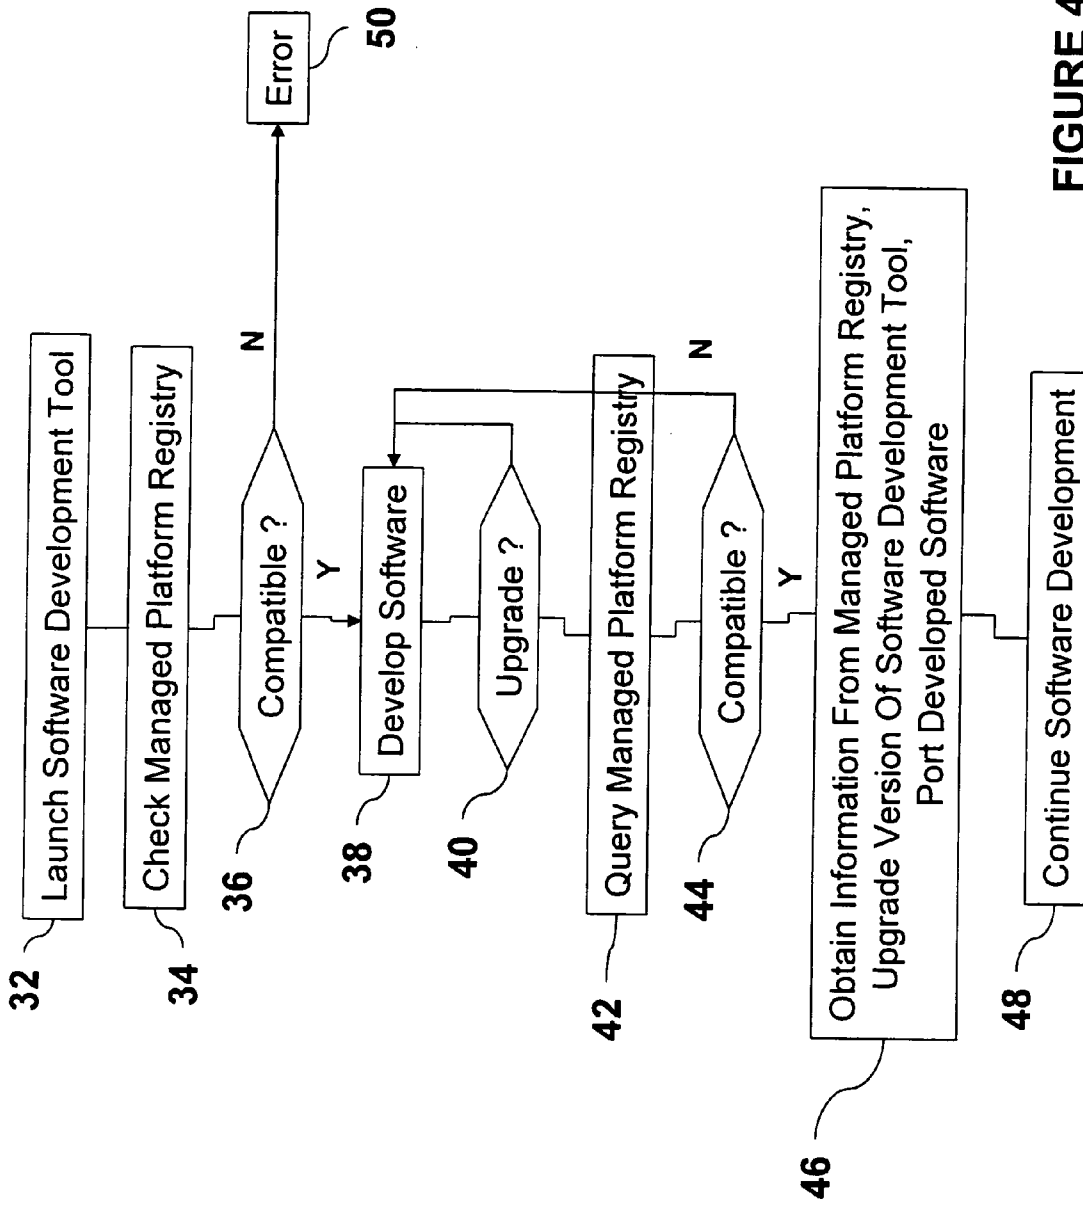 32
Launch Software Development Tool
34
Check Managed Platform Registry
36
Compatible ?
N
Error
50
Y
38
Develop Software
40
Upgrade ?
42
Query Managed Platform Registry
44
Compatible ?
N
Y
46
Obtain Information From Managed Platform Registry,
Upgrade Version Of Software Development Tool,
Port Developed Software
48
Continue Software Development
FIGURE 4